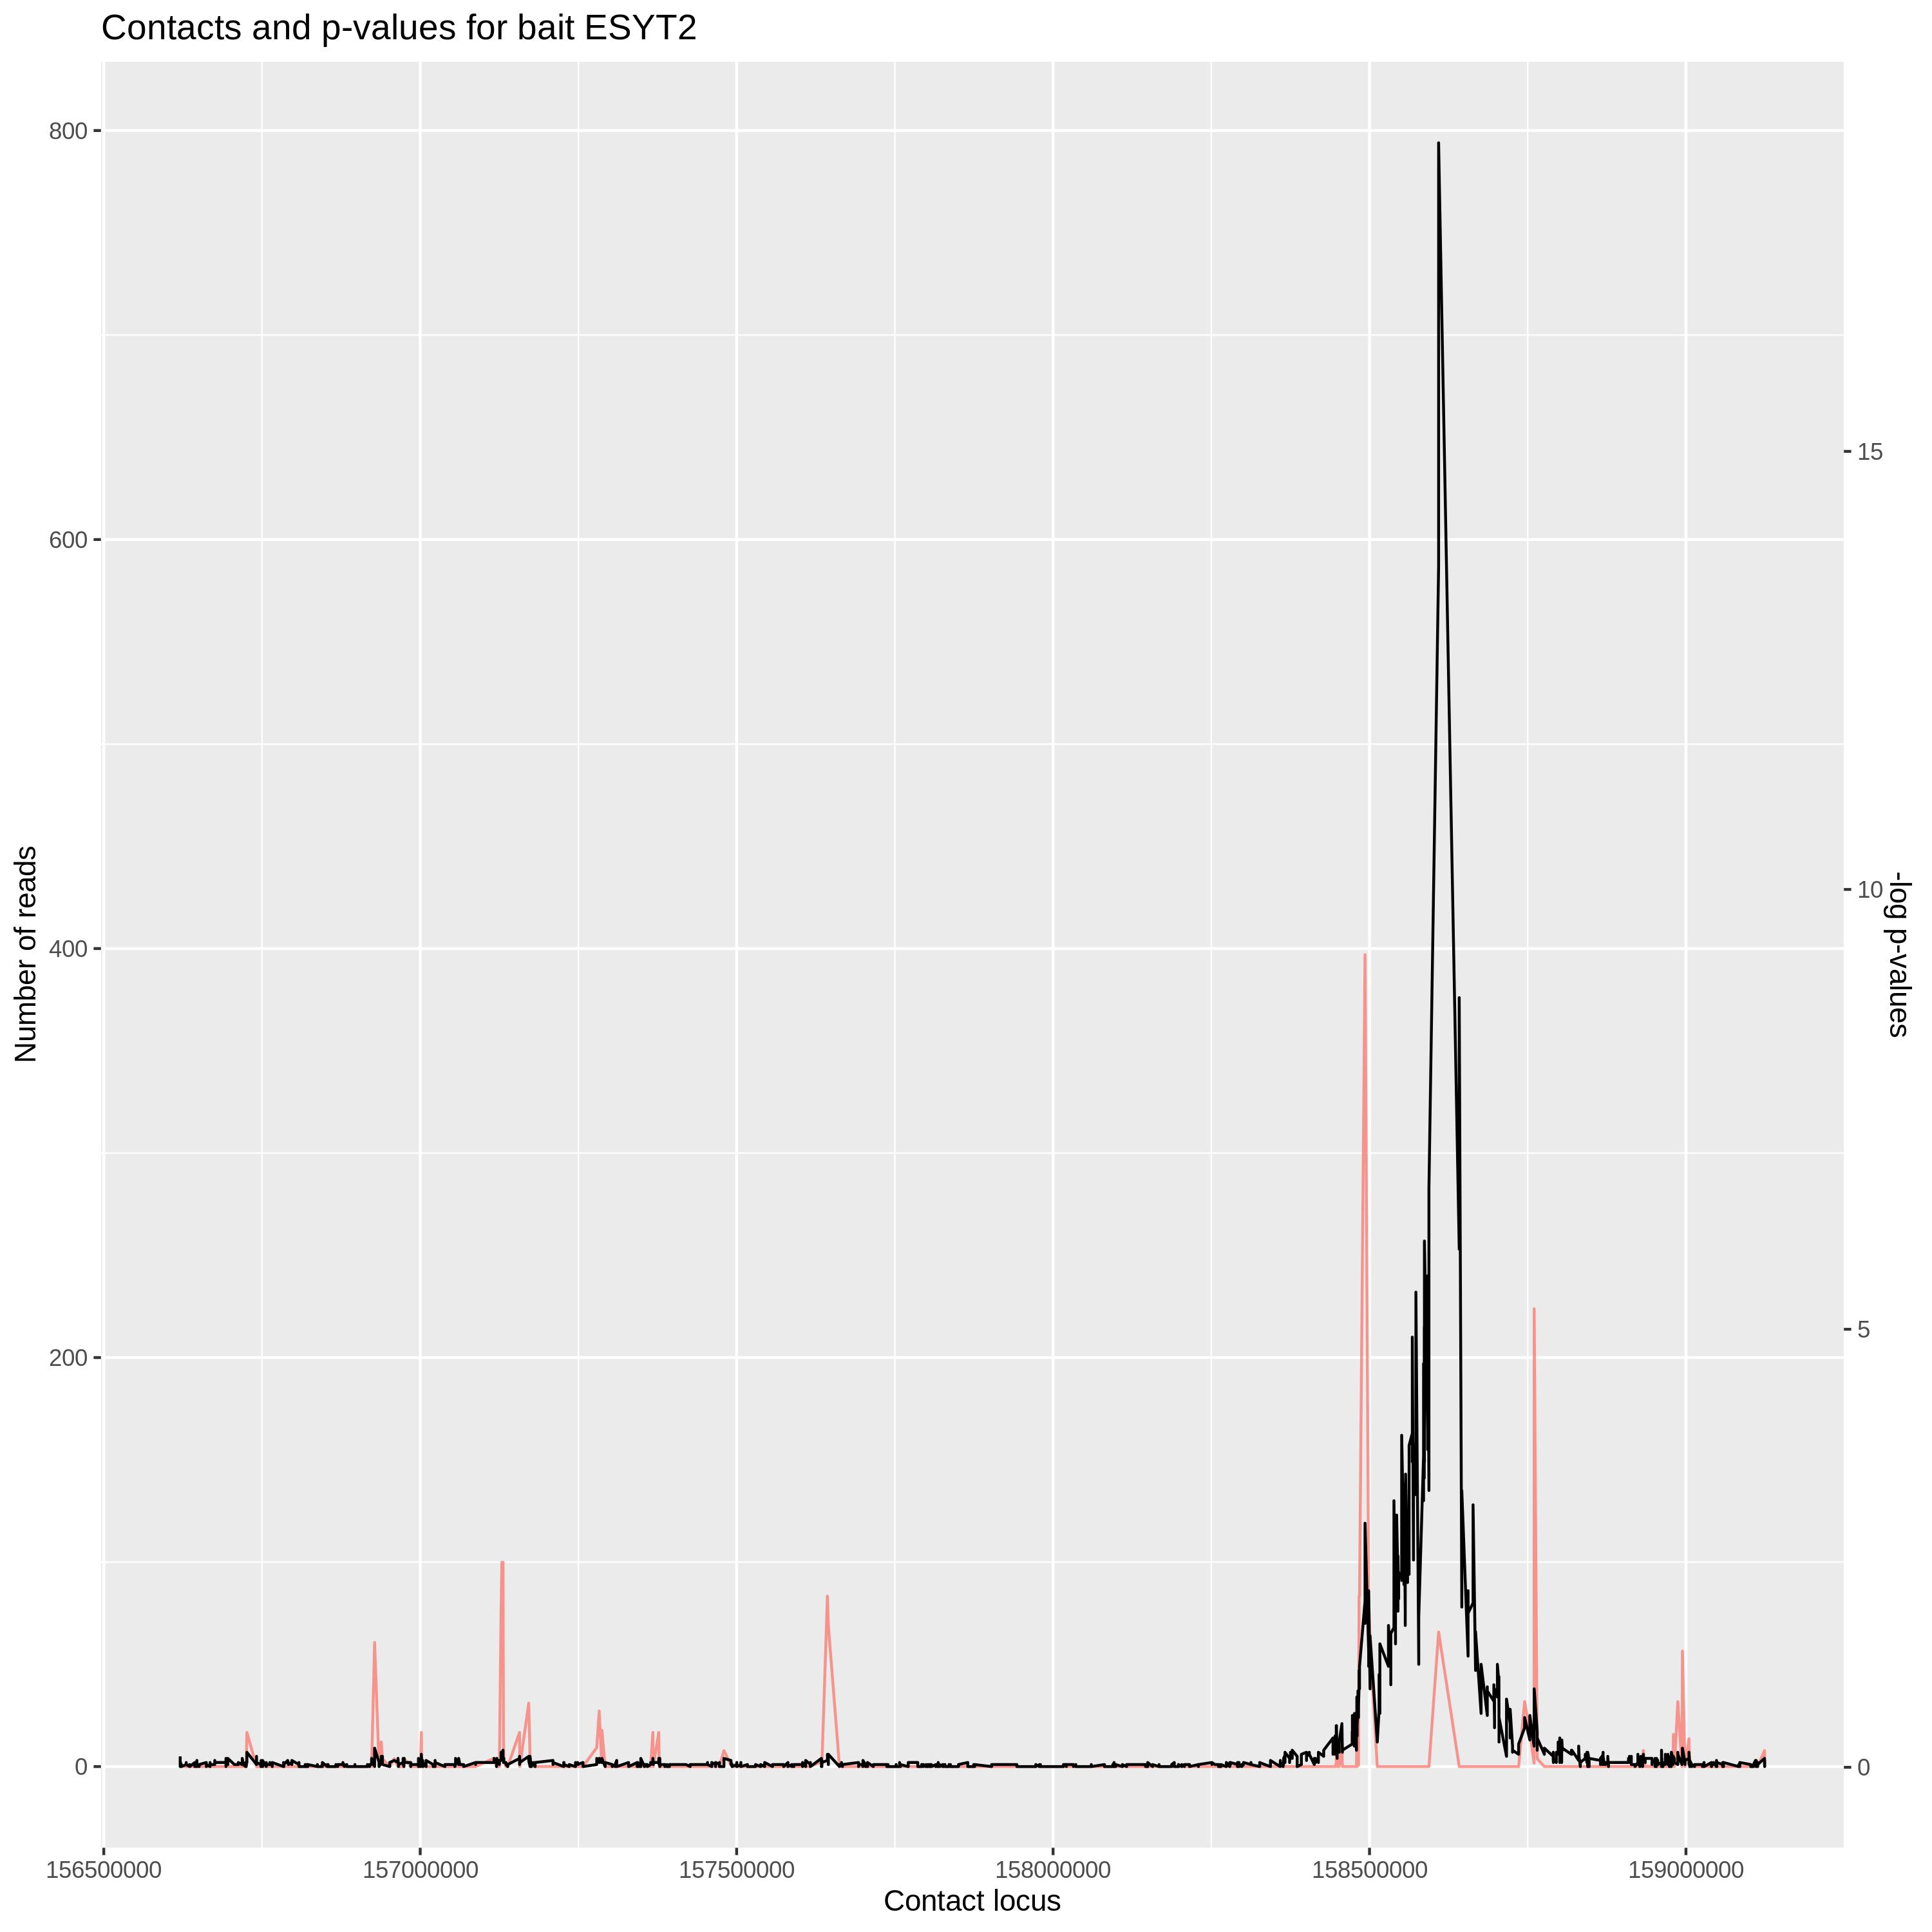 Contacts and p-values for bait ESYT2
800
600
400
200
0
Number of reads
15
10
5
0
-log p-values
156500000 157000000 157500000 158000000 158500000 159000000
Contact locus